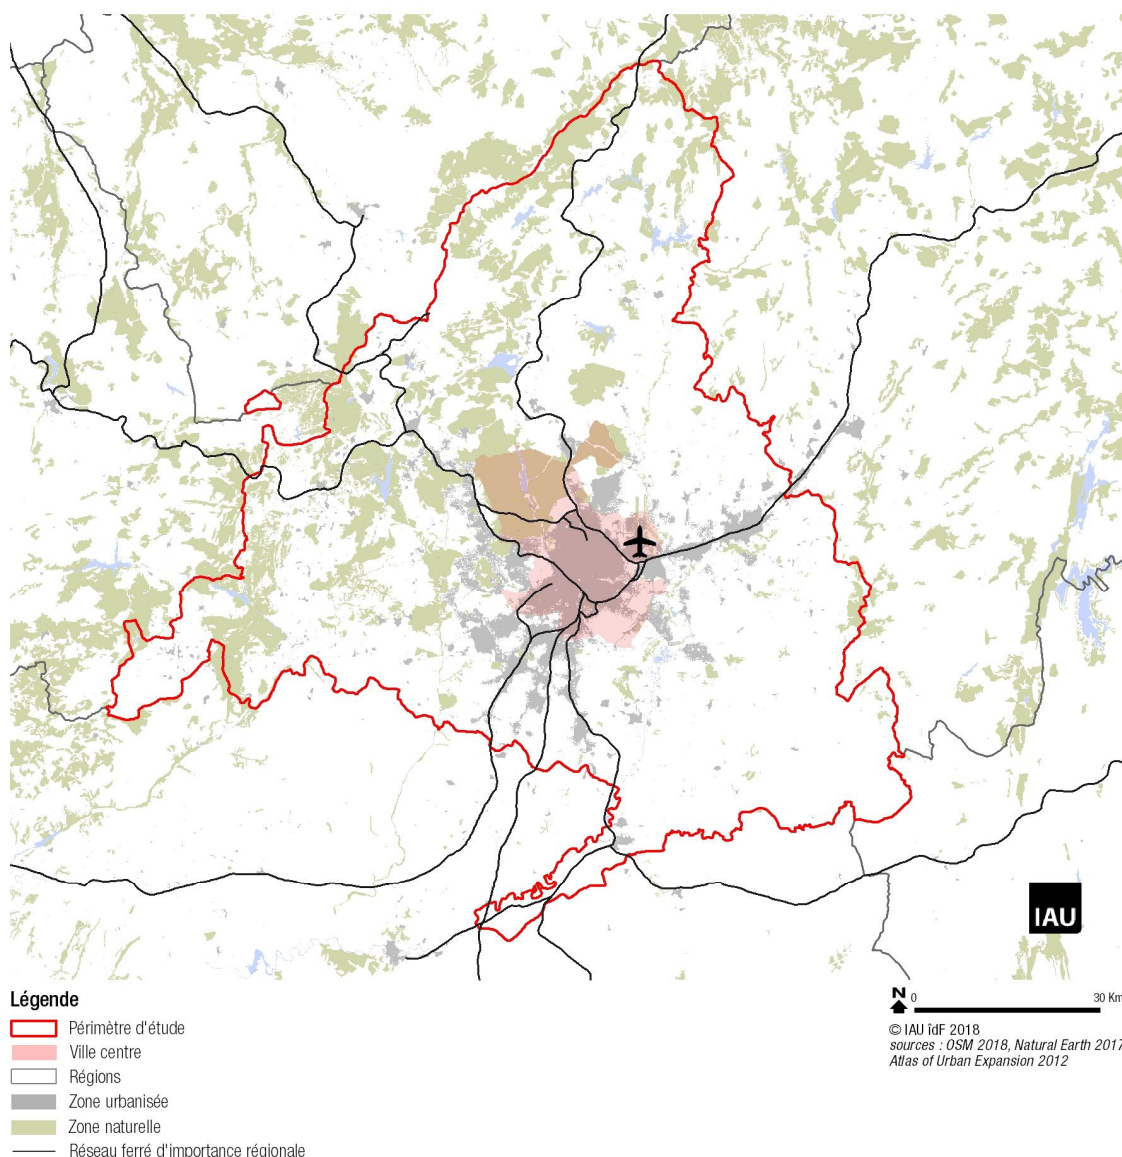 IAU
Légende
Périmètre d'étude
Ville centre
Régions
Zone urbanisée
Zone naturelle
Réseau ferré d'importance régionale
N
0 30 Km
© IAU îdF 2018
sources : OSM 2018, Natural Earth 2017
Atlas of Urban Expansion 2012